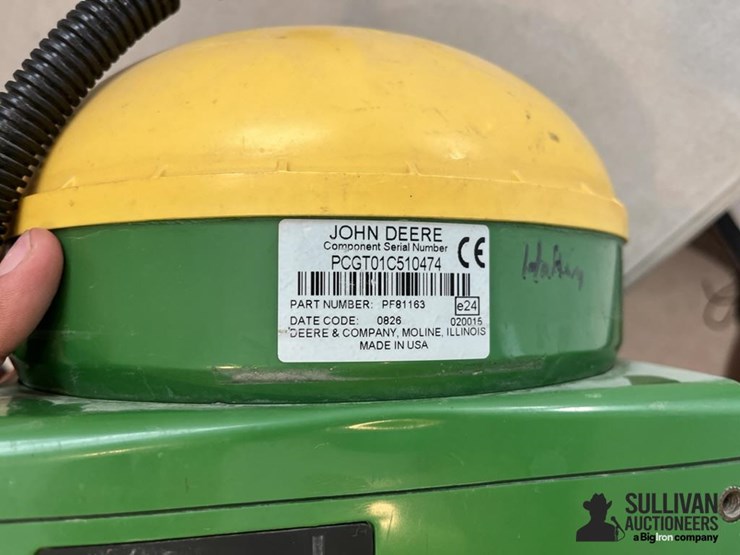 JOHN DEERE
Component Serial Number
CE
PCGT01C510474
PART NUMBER: PF81163
e24
DATE CODE: 0826
020015
DEERE & COMPANY, MOLINE, ILLINOIS
MADE IN USA
SULLIVAN
AUCTIONEERS
a BigIron company